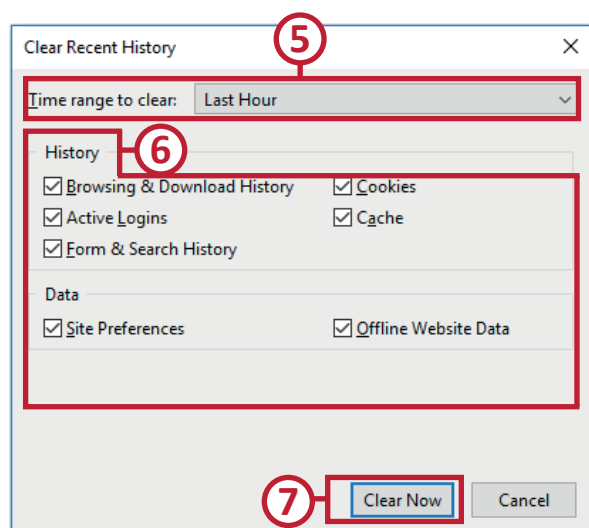 5
Clear Recent History
Time range to clear: Last Hour
6
History
Browsing & Download History Cookies
Active Logins Cache
Form & Search History
Data
Site Preferences Offline Website Data
7 Clear Now Cancel